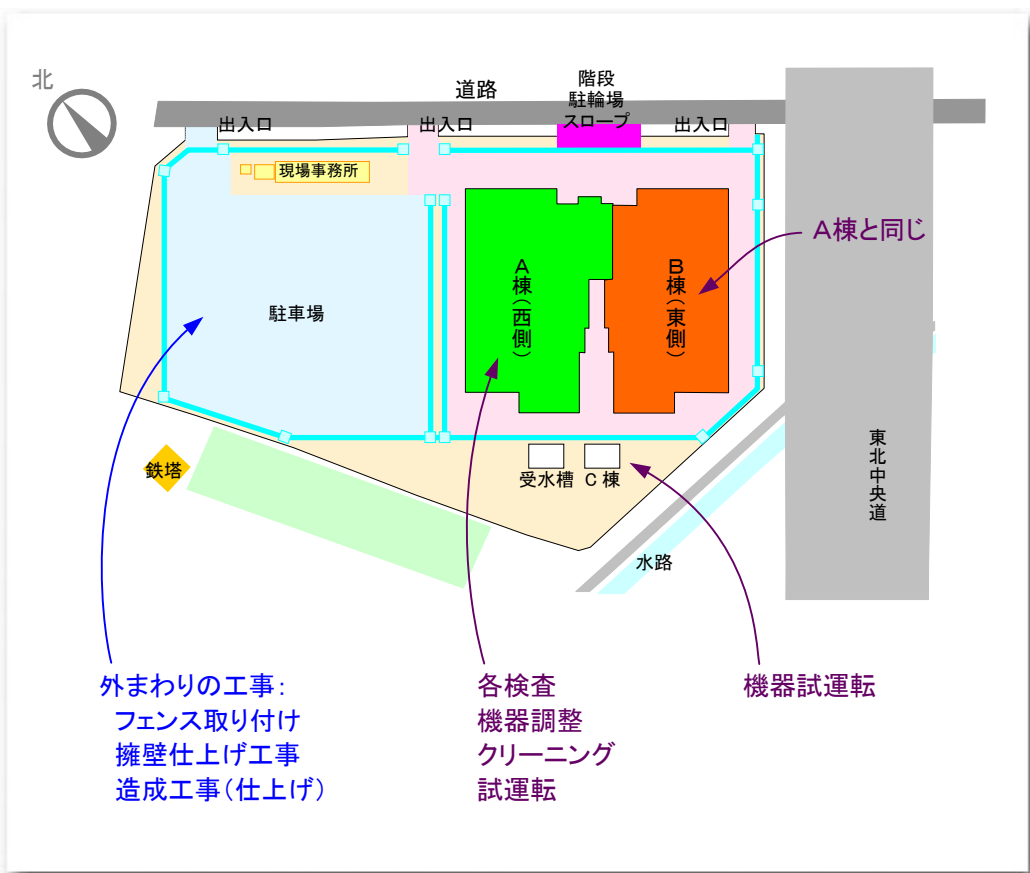 北
道路
階段
駐輪場
スロープ
出入口
出入口
出入口
現場事務所
A棟と同じ
A棟(西側)
B棟(東側)
駐車場
鉄塔
受水槽
C棟
東北中央道
水路
外まわりの工事:
フェンス取り付け
擁壁仕上げ工事
造成工事(仕上げ)
各検査
機器調整
クリーニング
試運転
機器試運転